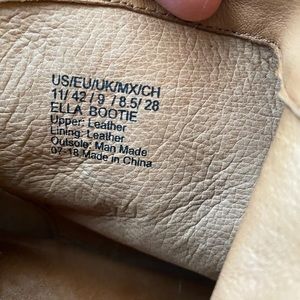 US/EU/UK/MX/CH
11/ 42 / 9 / 8.5/ 28
ELLA BOOTIE
Upper: Leather
Lining: Leather
Outsole: Man Made
07-18 Made in China